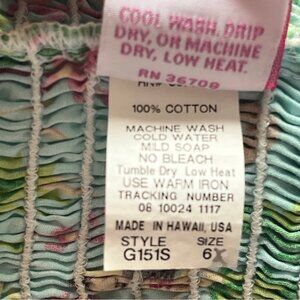 COOL WASH. DRIP
DRY, OR MACHINE
DRY, LOW HEAT.
RN 36709
100% COTTON
MACHINE WASH
COLD WATER
MILD SOAP
NO BLEACH
Tumble Dry Low Heat
USE WARM IRON
TRACKING NUMBER
08 10024 1117
MADE IN HAWAII, USA
STYLE SIZE
G151S 6X